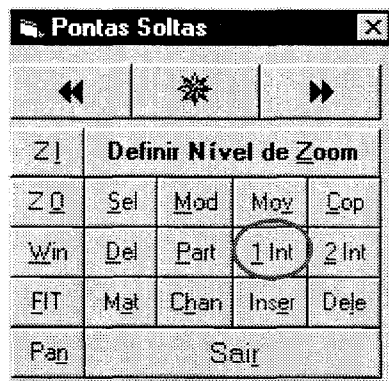 Pontas Soltas
ZI Definir Nível de Zoom
ZO Sel Mod Mov Cop
Win Del Part 1 Int 2 Int
FIT Mat Chan Inser Dele
Pan Sair